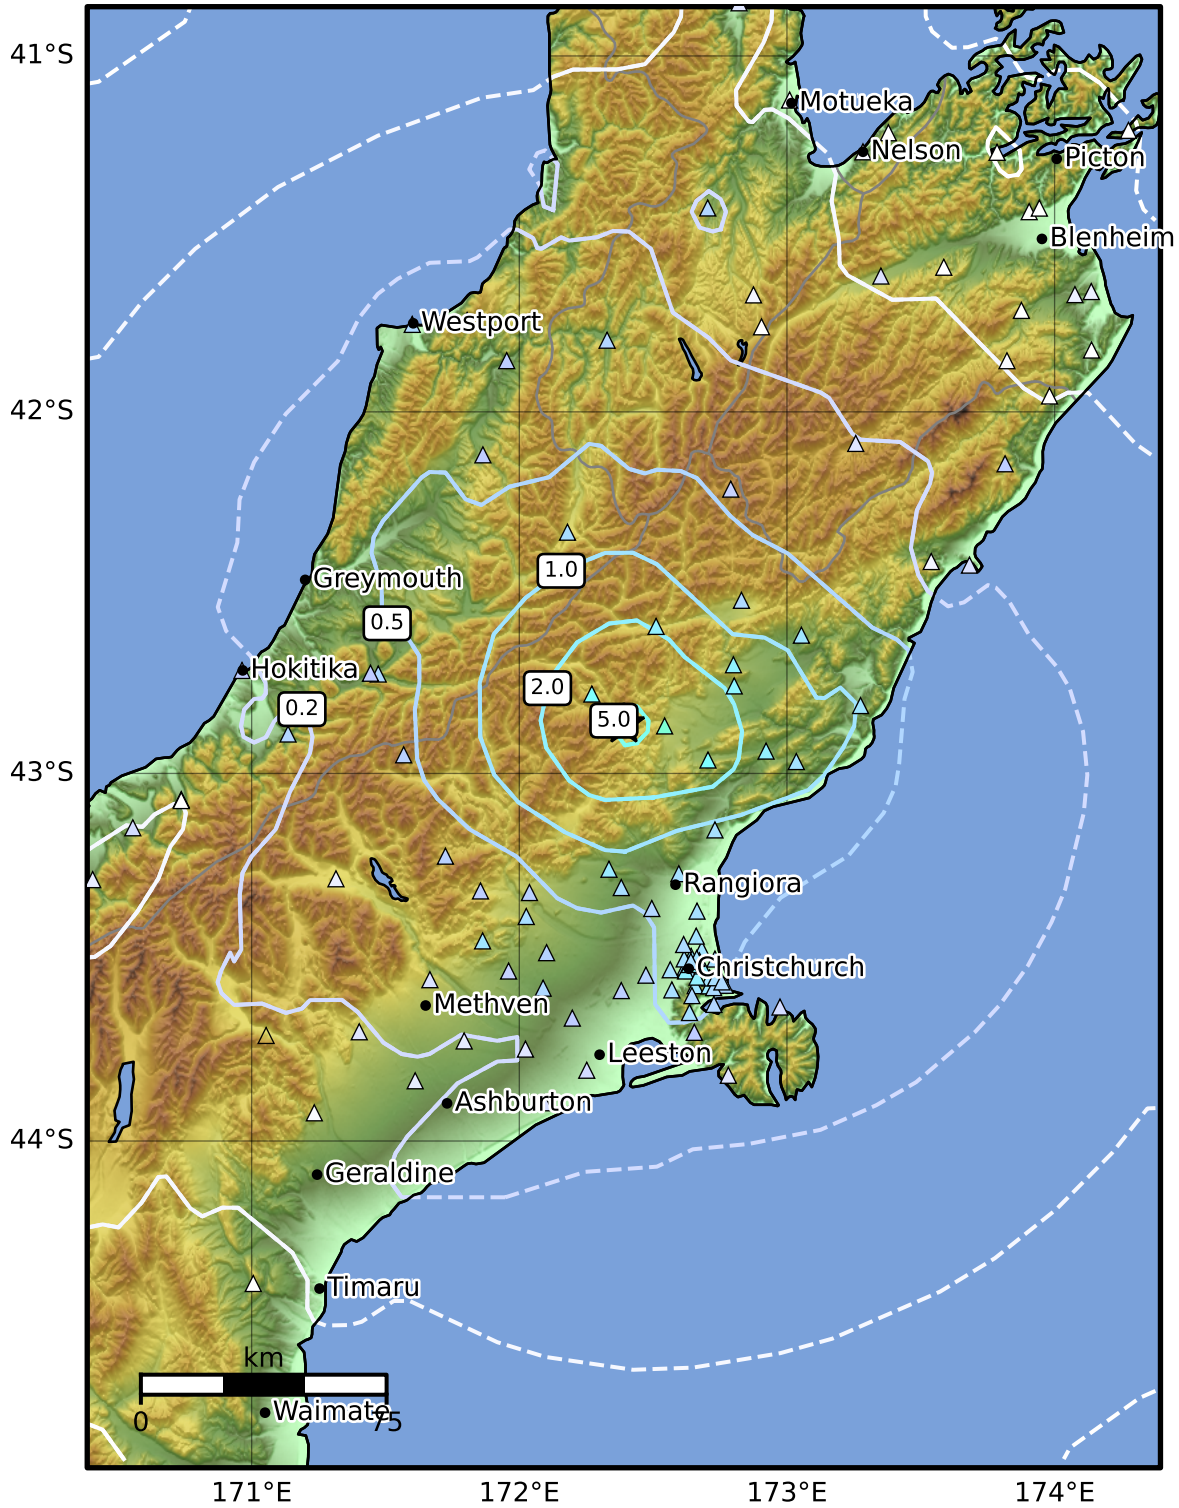 41°S
Motueka
Nelson
Picton
Blenheim
Westport
42°S
1.0
Greymouth
0.5
Hokitika
2.0
0.2
5.0
43°S
Rangiora
Christchurch
Methven
Leeston
Ashburton
44°S
Geraldine
Timaru
km
Waimate
0
75
171°E
172°E
173°E
174°E